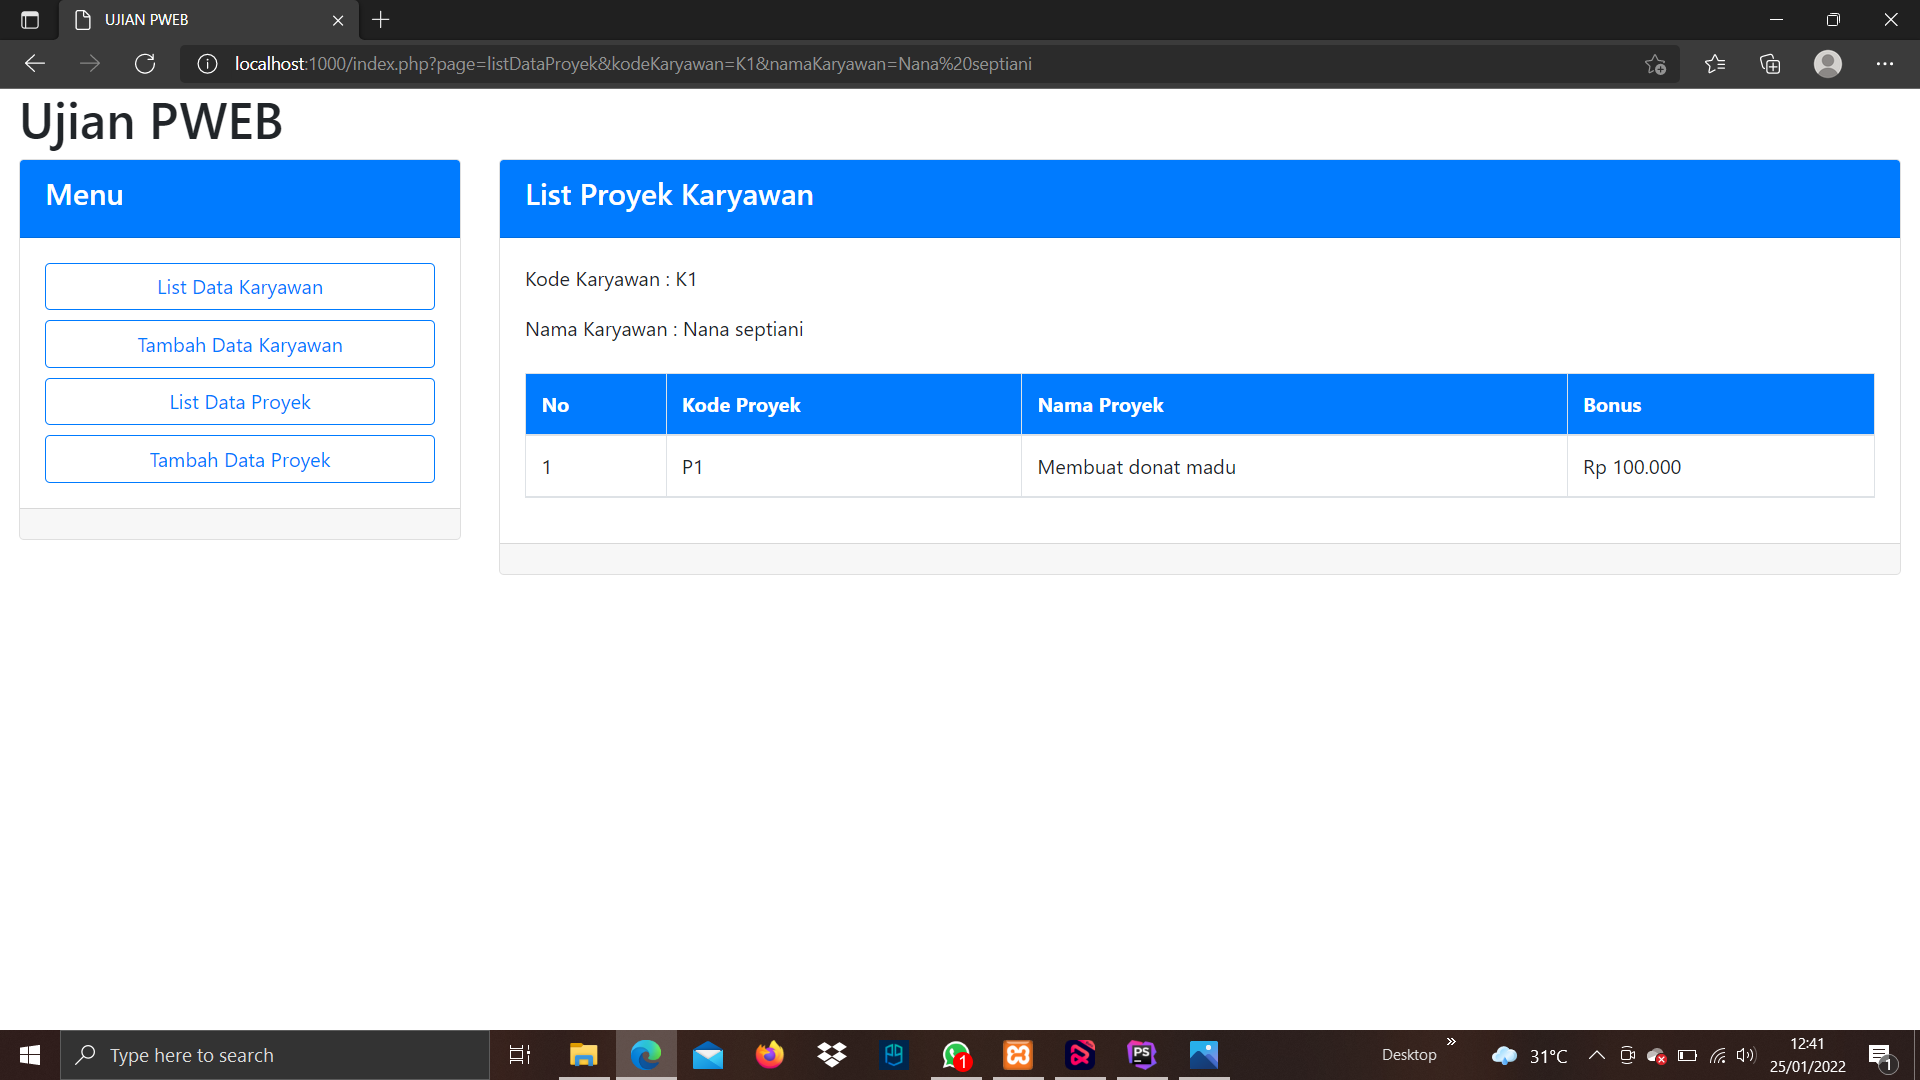 UJIAN PWEB
localhost:1000/index.php?page=listDataProyek&kodeKaryawan=K1&namaKaryawan=Nana%20septiani
Ujian PWEB
Menu
List Data Karyawan
Tambah Data Karyawan
List Data Proyek
Tambah Data Proyek
List Proyek Karyawan
Kode Karyawan : K1
Nama Karyawan : Nana septiani
No Kode Proyek Nama Proyek Bonus
1 P1 Membuat donat madu Rp 100.000
Type here to search
PS
1
Desktop
31°C
12:41
25/01/2022
1